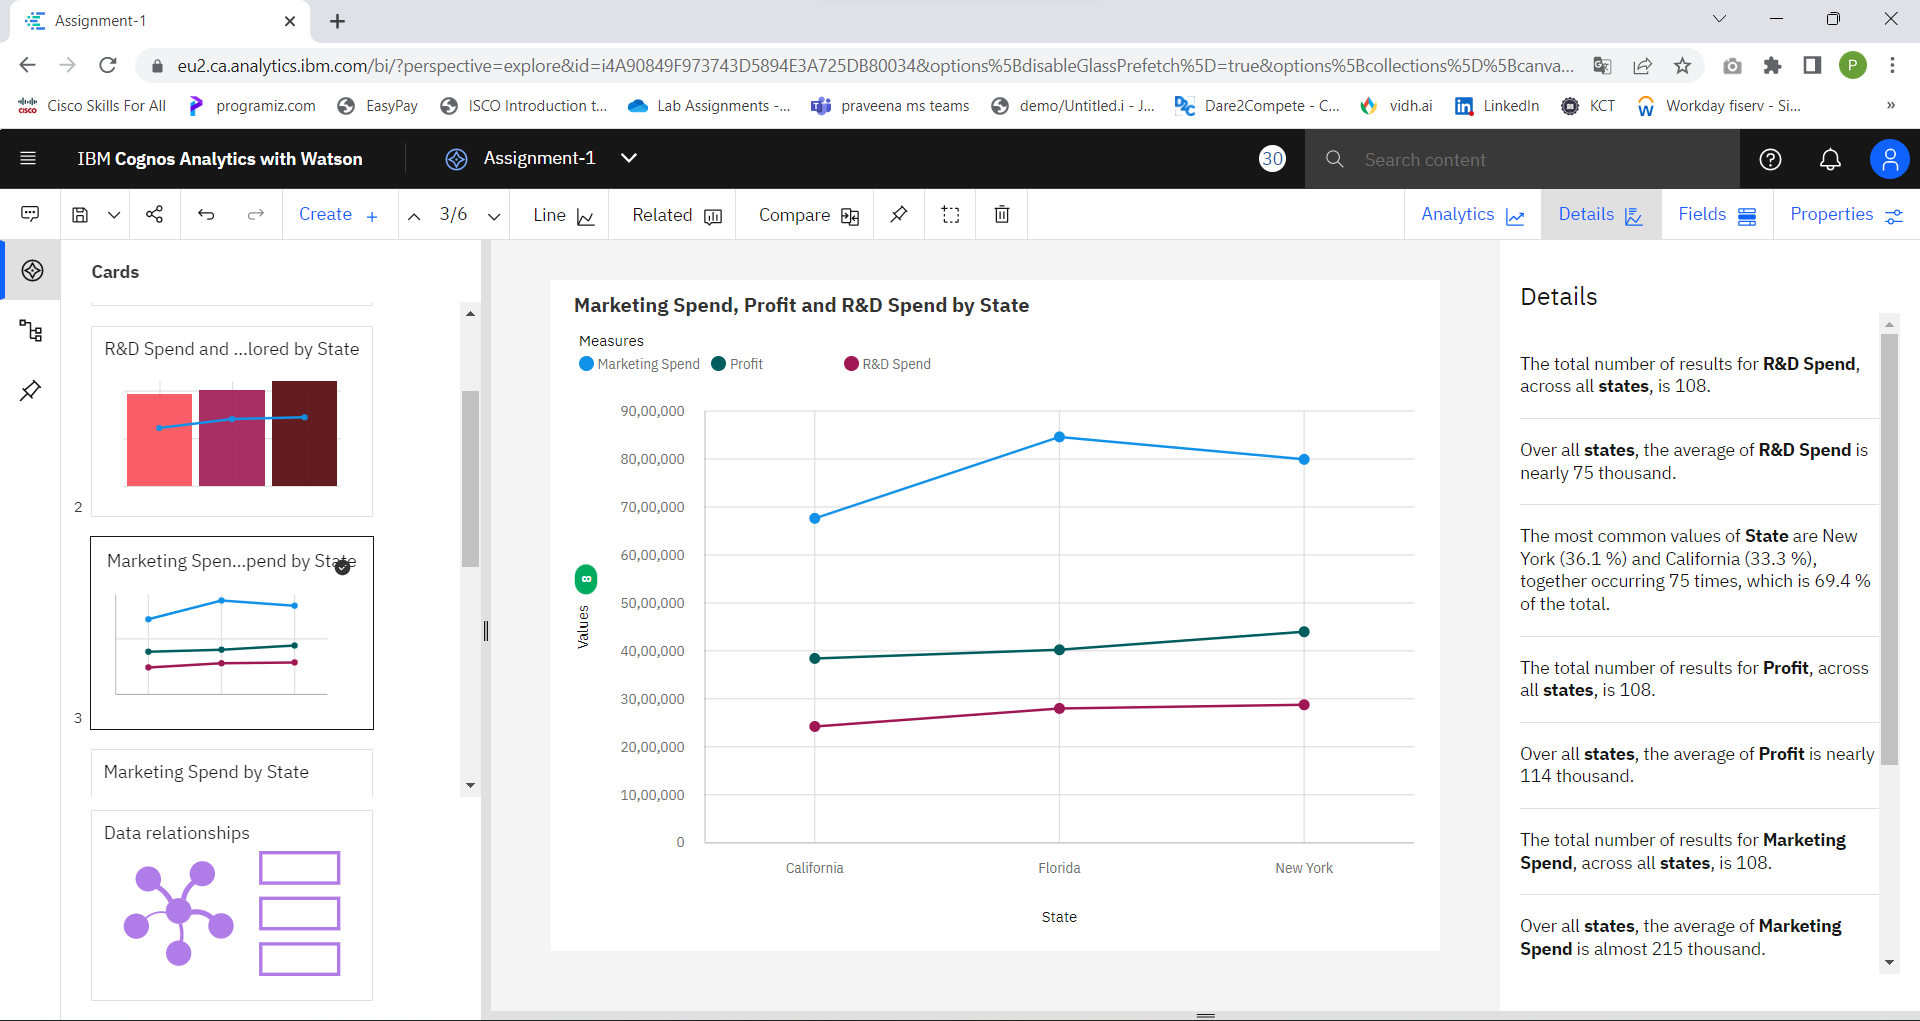 Assignment-1
eu2.ca.analytics.ibm.com/bi/?perspective=explore&id=i4A90849F973743D5894E3A725DB80034&options%5BdisableGlassPrefetch%5D=true&options%5Bcollections%5D%5Bcanva...
P
Cisco Skills For All
programiz.com
EasyPay
ISCO Introduction t...
Lab Assignments -...
praveena ms teams
demo/Untitled.i - J...
Dare2Compete - C...
vidh.ai
LinkedIn
KCT
Workday fiserv - Si...
»
IBM Cognos Analytics with Watson
Assignment-1
30
Search content
Create +
3/6
Line
Related
Compare
Analytics
Details
Fields
Properties
Cards
R&D Spend and ...lored by State
2
Marketing Spen...pend by State
3
Marketing Spend by State
Data relationships
Marketing Spend, Profit and R&D Spend by State
Measures
Marketing Spend
Profit
R&D Spend
90,00,000
80,00,000
70,00,000
60,00,000
50,00,000
40,00,000
30,00,000
20,00,000
10,00,000
0
Values
8
California
Florida
New York
State
Details
The total number of results for R&D Spend,
across all states, is 108.
Over all states, the average of R&D Spend is
nearly 75 thousand.
The most common values of State are New
York (36.1 %) and California (33.3 %),
together occurring 75 times, which is 69.4 %
of the total.
The total number of results for Profit, across
all states, is 108.
Over all states, the average of Profit is nearly
114 thousand.
The total number of results for Marketing
Spend, across all states, is 108.
Over all states, the average of Marketing
Spend is almost 215 thousand.